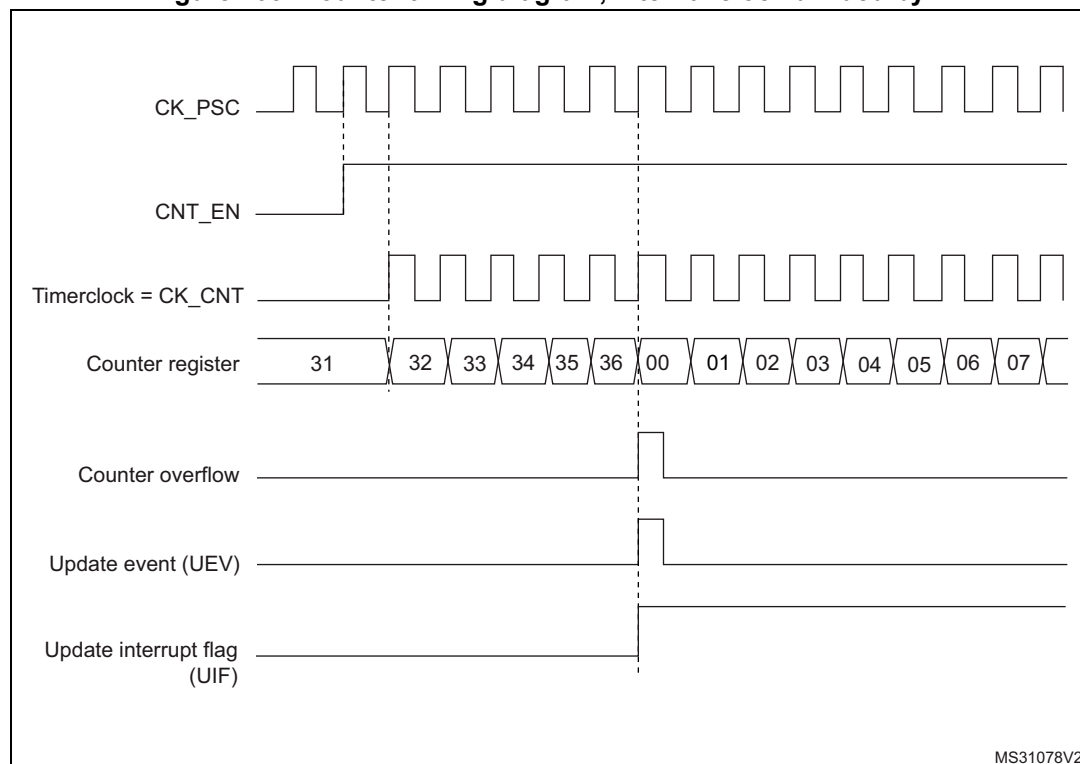 CK_PSC
CNT_EN
Timerclock = CK_CNT
Counter register
31 32 33 34 35 36 00 01 02 03 04 05 06 07
Counter overflow
Update event (UEV)
Update interrupt flag
(UIF)
MS31078V2